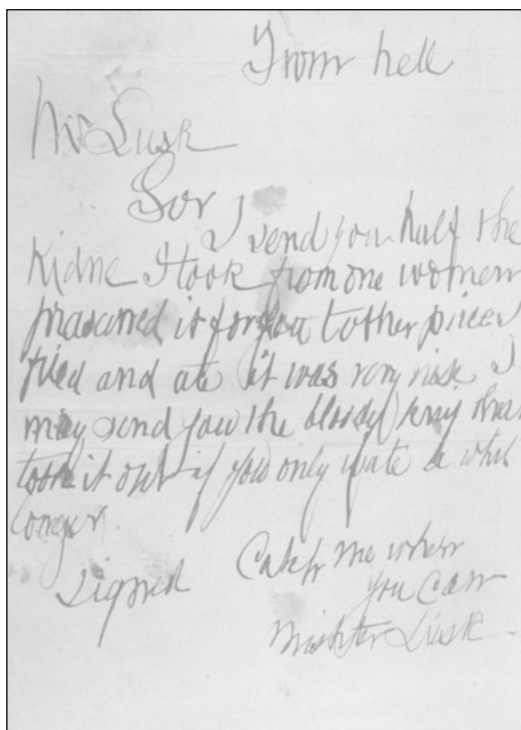 From hell
Mr Lusk
Sor
I send you half the
Kidne I took from one women
prasarved it for you tother piece I
fried and ate it was very nise I
may send you the bloody knif that
took it out if you only wate a whil
longer.
signed Catch me when
you can
Mishter Lusk.